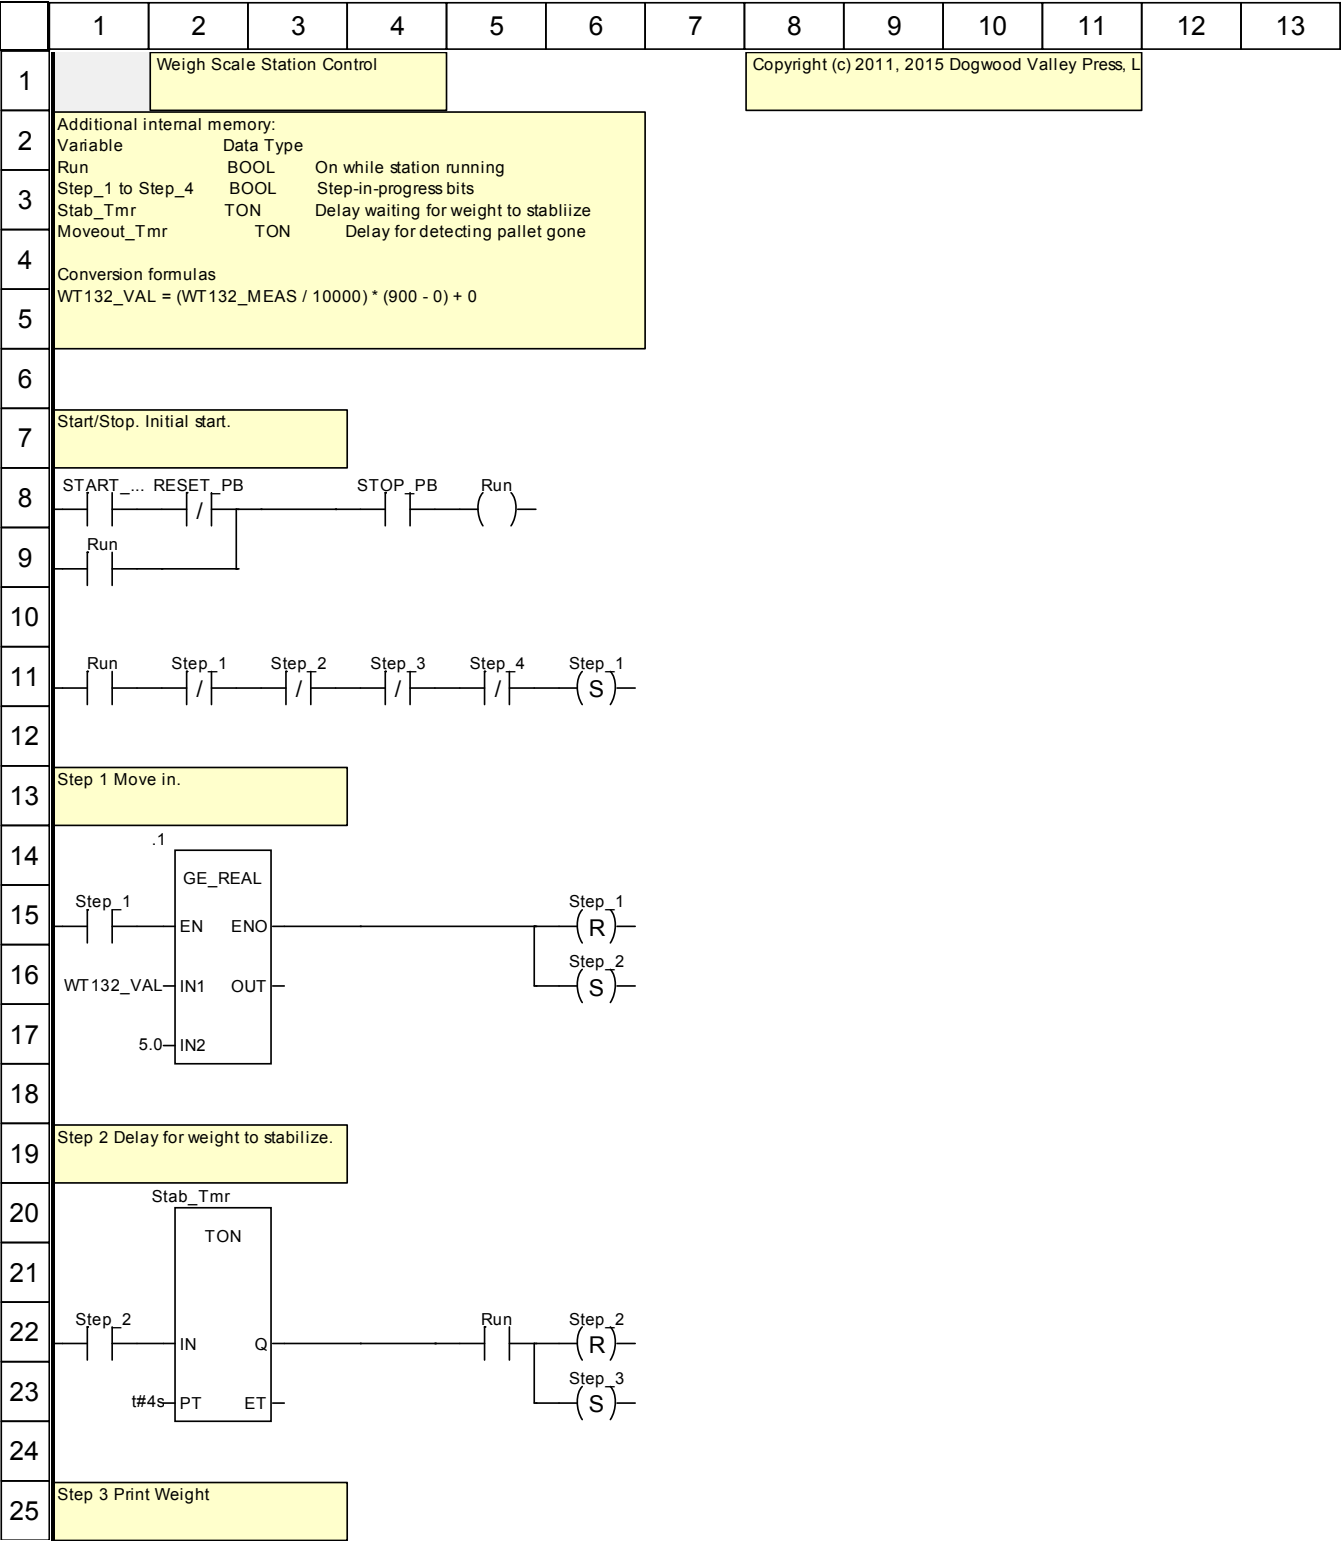 1 2 3 4 5 6 7 8 9 10 11 12 13
1
Weigh Scale Station Control
Copyright (c) 2011, 2015 Dogwood Valley Press, L
2
Additional internal memory:
Variable Data Type
Run BOOL On while station running
3
Step_1 to Step_4 BOOL Step-in-progress bits
Stab_Tmr TON Delay waiting for weight to stabliize
Moveout_Tmr TON Delay for detecting pallet gone
4
Conversion formulas
WT132_VAL = (WT132_MEAS / 10000) * (900 - 0) + 0
5
6
7
Start/Stop. Initial start.
8
START_... RESET_PB STOP_PB Run
/
9
Run
10
11
Run Step_1 Step_2 Step_3 Step_4 Step_1
/ / / / S
12
13
Step 1 Move in.
14
.1
GE_REAL
15
Step_1 Step_1
EN ENO R
16
Step_2
WT132_VAL IN1 OUT S
17
5.0 IN2
18
19
Step 2 Delay for weight to stabilize.
20
Stab_Tmr
TON
21
22
Step_2 Run Step_2
IN Q R
23
Step_3
t#4s PT ET S
24
25
Step 3 Print Weight